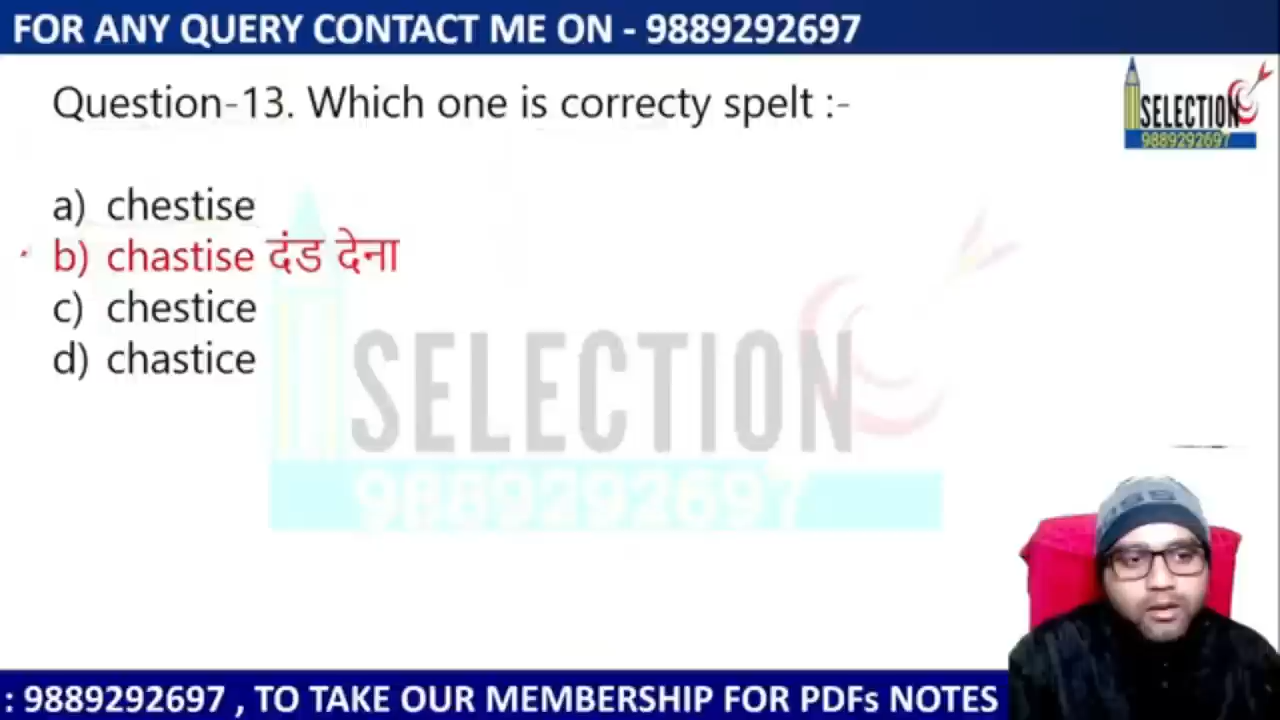 FOR ANY QUERY CONTACT ME ON - 9889292697
SELECTION
9889292697
Question-13. Which one is correcty spelt :-
a) chestise
b) chastise दंड देना
c) chestice
d) chastice
SELECTION
9889292697
: 9889292697 , TO TAKE OUR MEMBERSHIP FOR PDFs NOTES